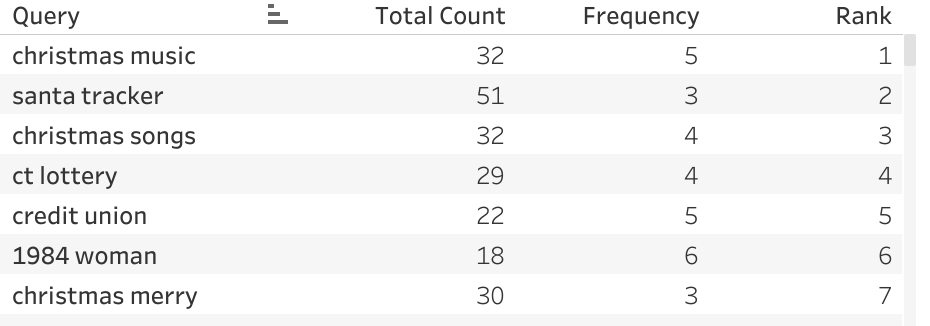 Query Total Count Frequency Rank
christmas music 32 5 1
santa tracker 51 3 2
christmas songs 32 4 3
ct lottery 29 4 4
credit union 22 5 5
1984 woman 18 6 6
christmas merry 30 3 7